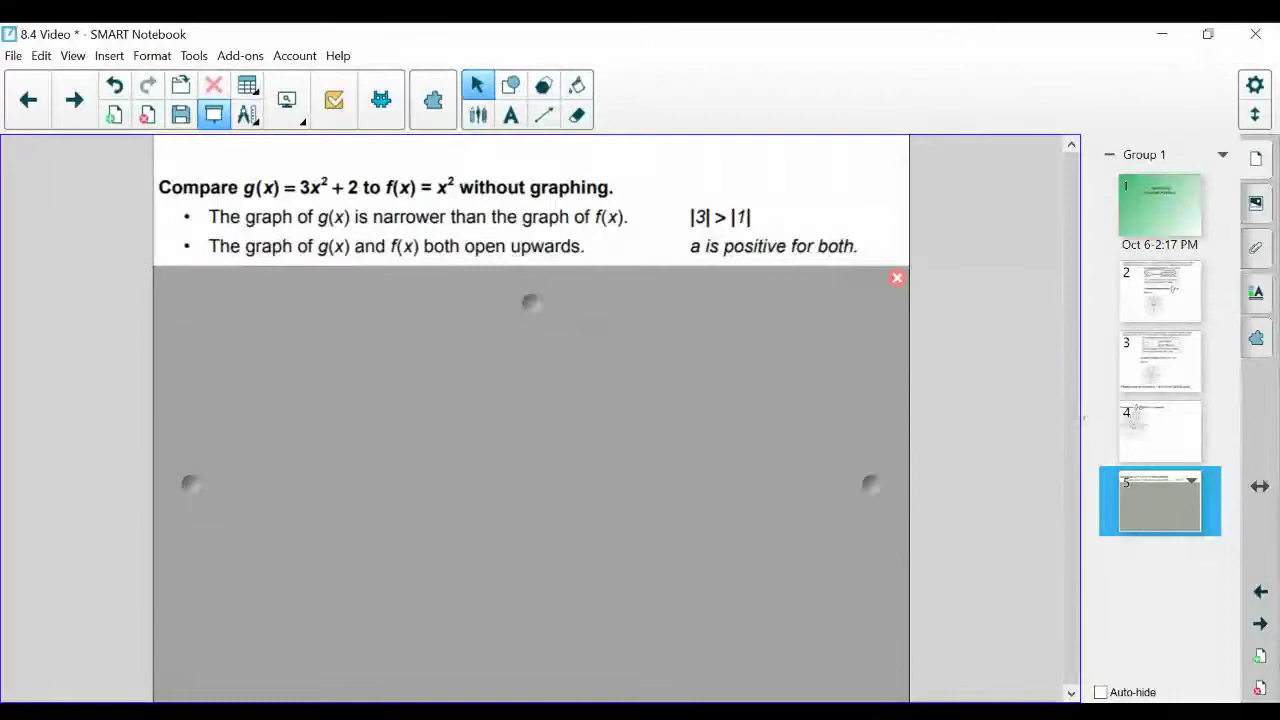 8.4 Video * - SMART Notebook
File Edit View Insert Format Tools Add-ons Account Help
Group 1
Compare g(x) = 3x² + 2 to f(x) = x² without graphing.
• The graph of g(x) is narrower than the graph of f(x). |3| > |1|
• The graph of g(x) and f(x) both open upwards. a is positive for both.
1
Oct 6-2:17 PM
2
3
4
5
Auto-hide